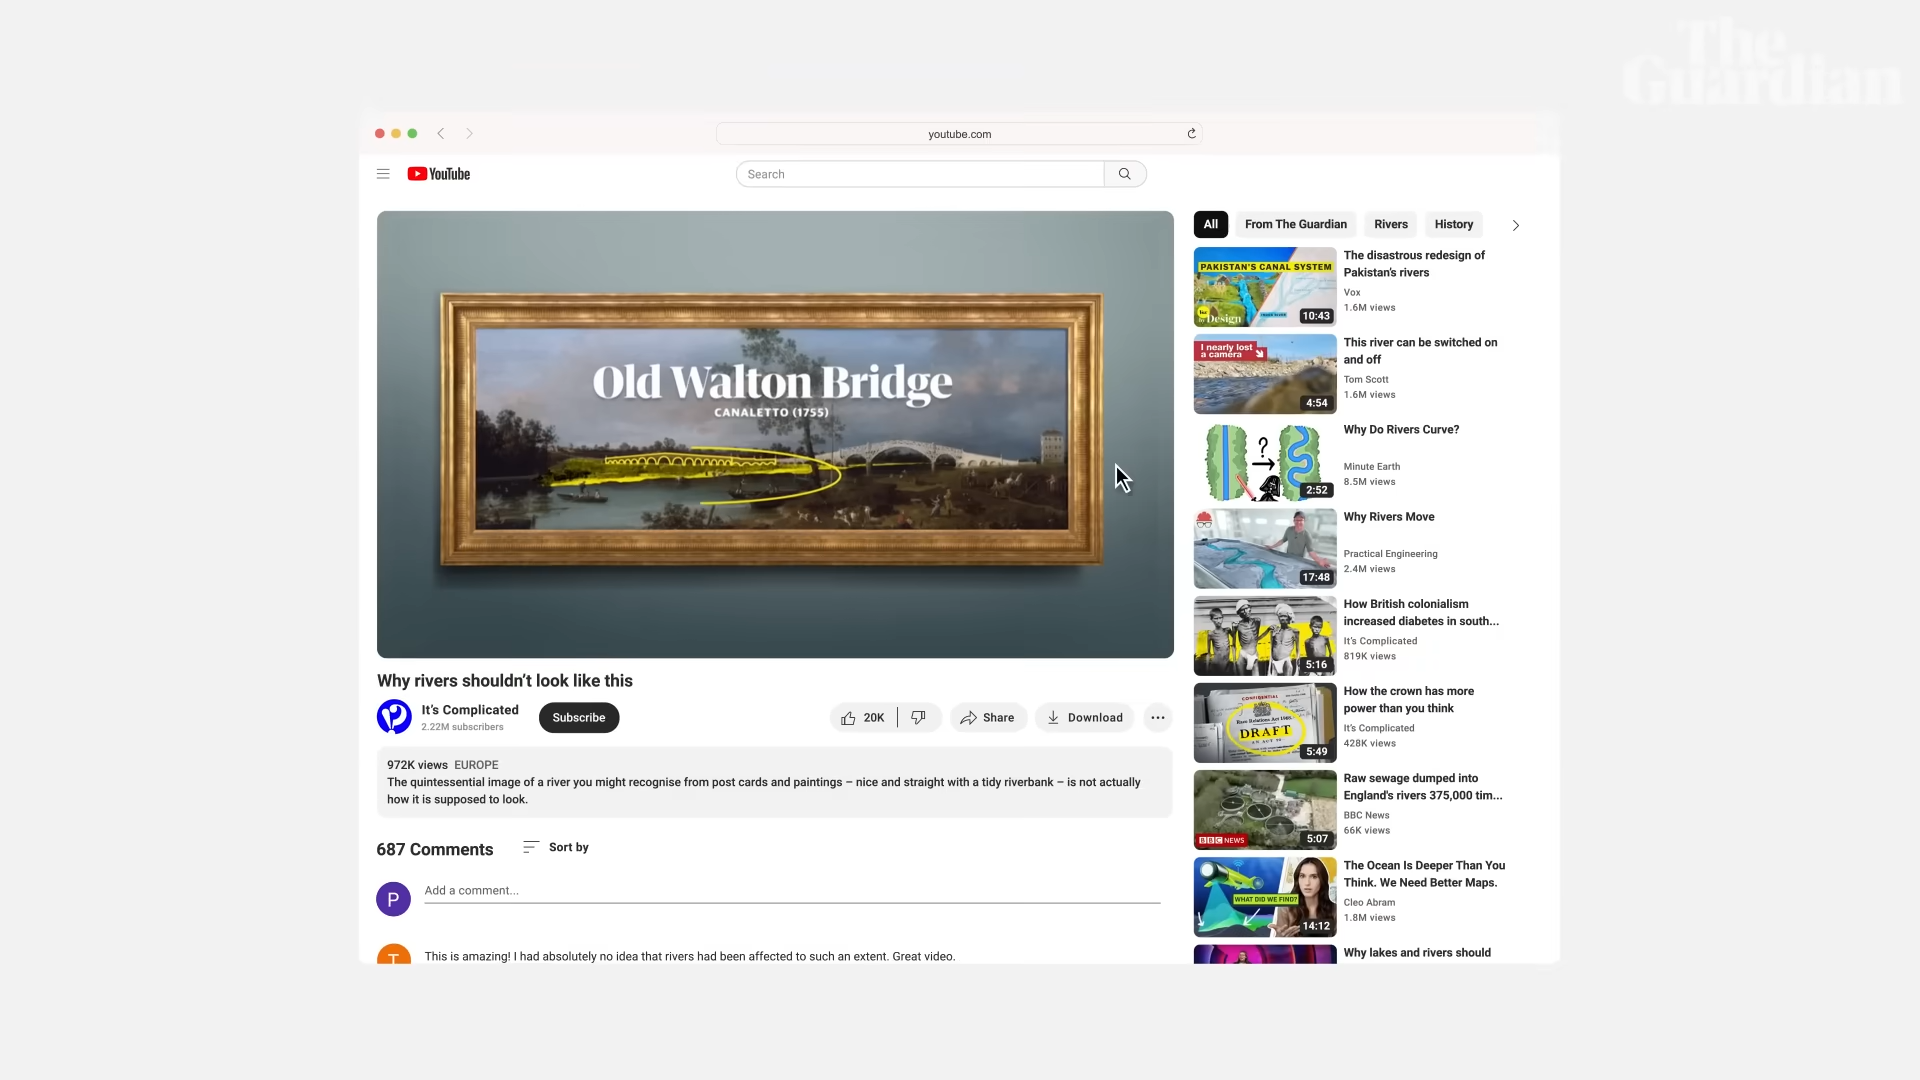 The
Guardian
youtube.com
YouTube
Search
Old Walton Bridge
CANALETTO (1755)
Why rivers shouldn’t look like this
It’s Complicated
2.22M subscribers
Subscribe
20K
Share
Download
972K views EUROPE
The quintessential image of a river you might recognise from post cards and paintings – nice and straight with a tidy riverbank – is not actually
how it is supposed to look.
687 Comments
Sort by
P
Add a comment...
T
This is amazing! I had absolutely no idea that rivers had been affected to such an extent. Great video.
All
From The Guardian
Rivers
History
PAKISTAN'S CANAL SYSTEM
Design
10:43
The disastrous redesign of
Pakistan’s rivers
Vox
1.6M views
I nearly lost
a camera
4:54
This river can be switched on
and off
Tom Scott
1.6M views
?
2:52
Why Do Rivers Curve?
Minute Earth
8.5M views
17:48
Why Rivers Move
Practical Engineering
2.4M views
5:16
How British colonialism
increased diabetes in south...
It’s Complicated
819K views
CONFIDENTIAL
Race Relations Act 1968
DRAFT
5:49
How the crown has more
power than you think
It’s Complicated
428K views
BBC NEWS
5:07
Raw sewage dumped into
England's rivers 375,000 tim...
BBC News
66K views
WHAT DID WE FIND?
14:12
The Ocean Is Deeper Than You
Think. We Need Better Maps.
Cleo Abram
1.8M views
Why lakes and rivers should